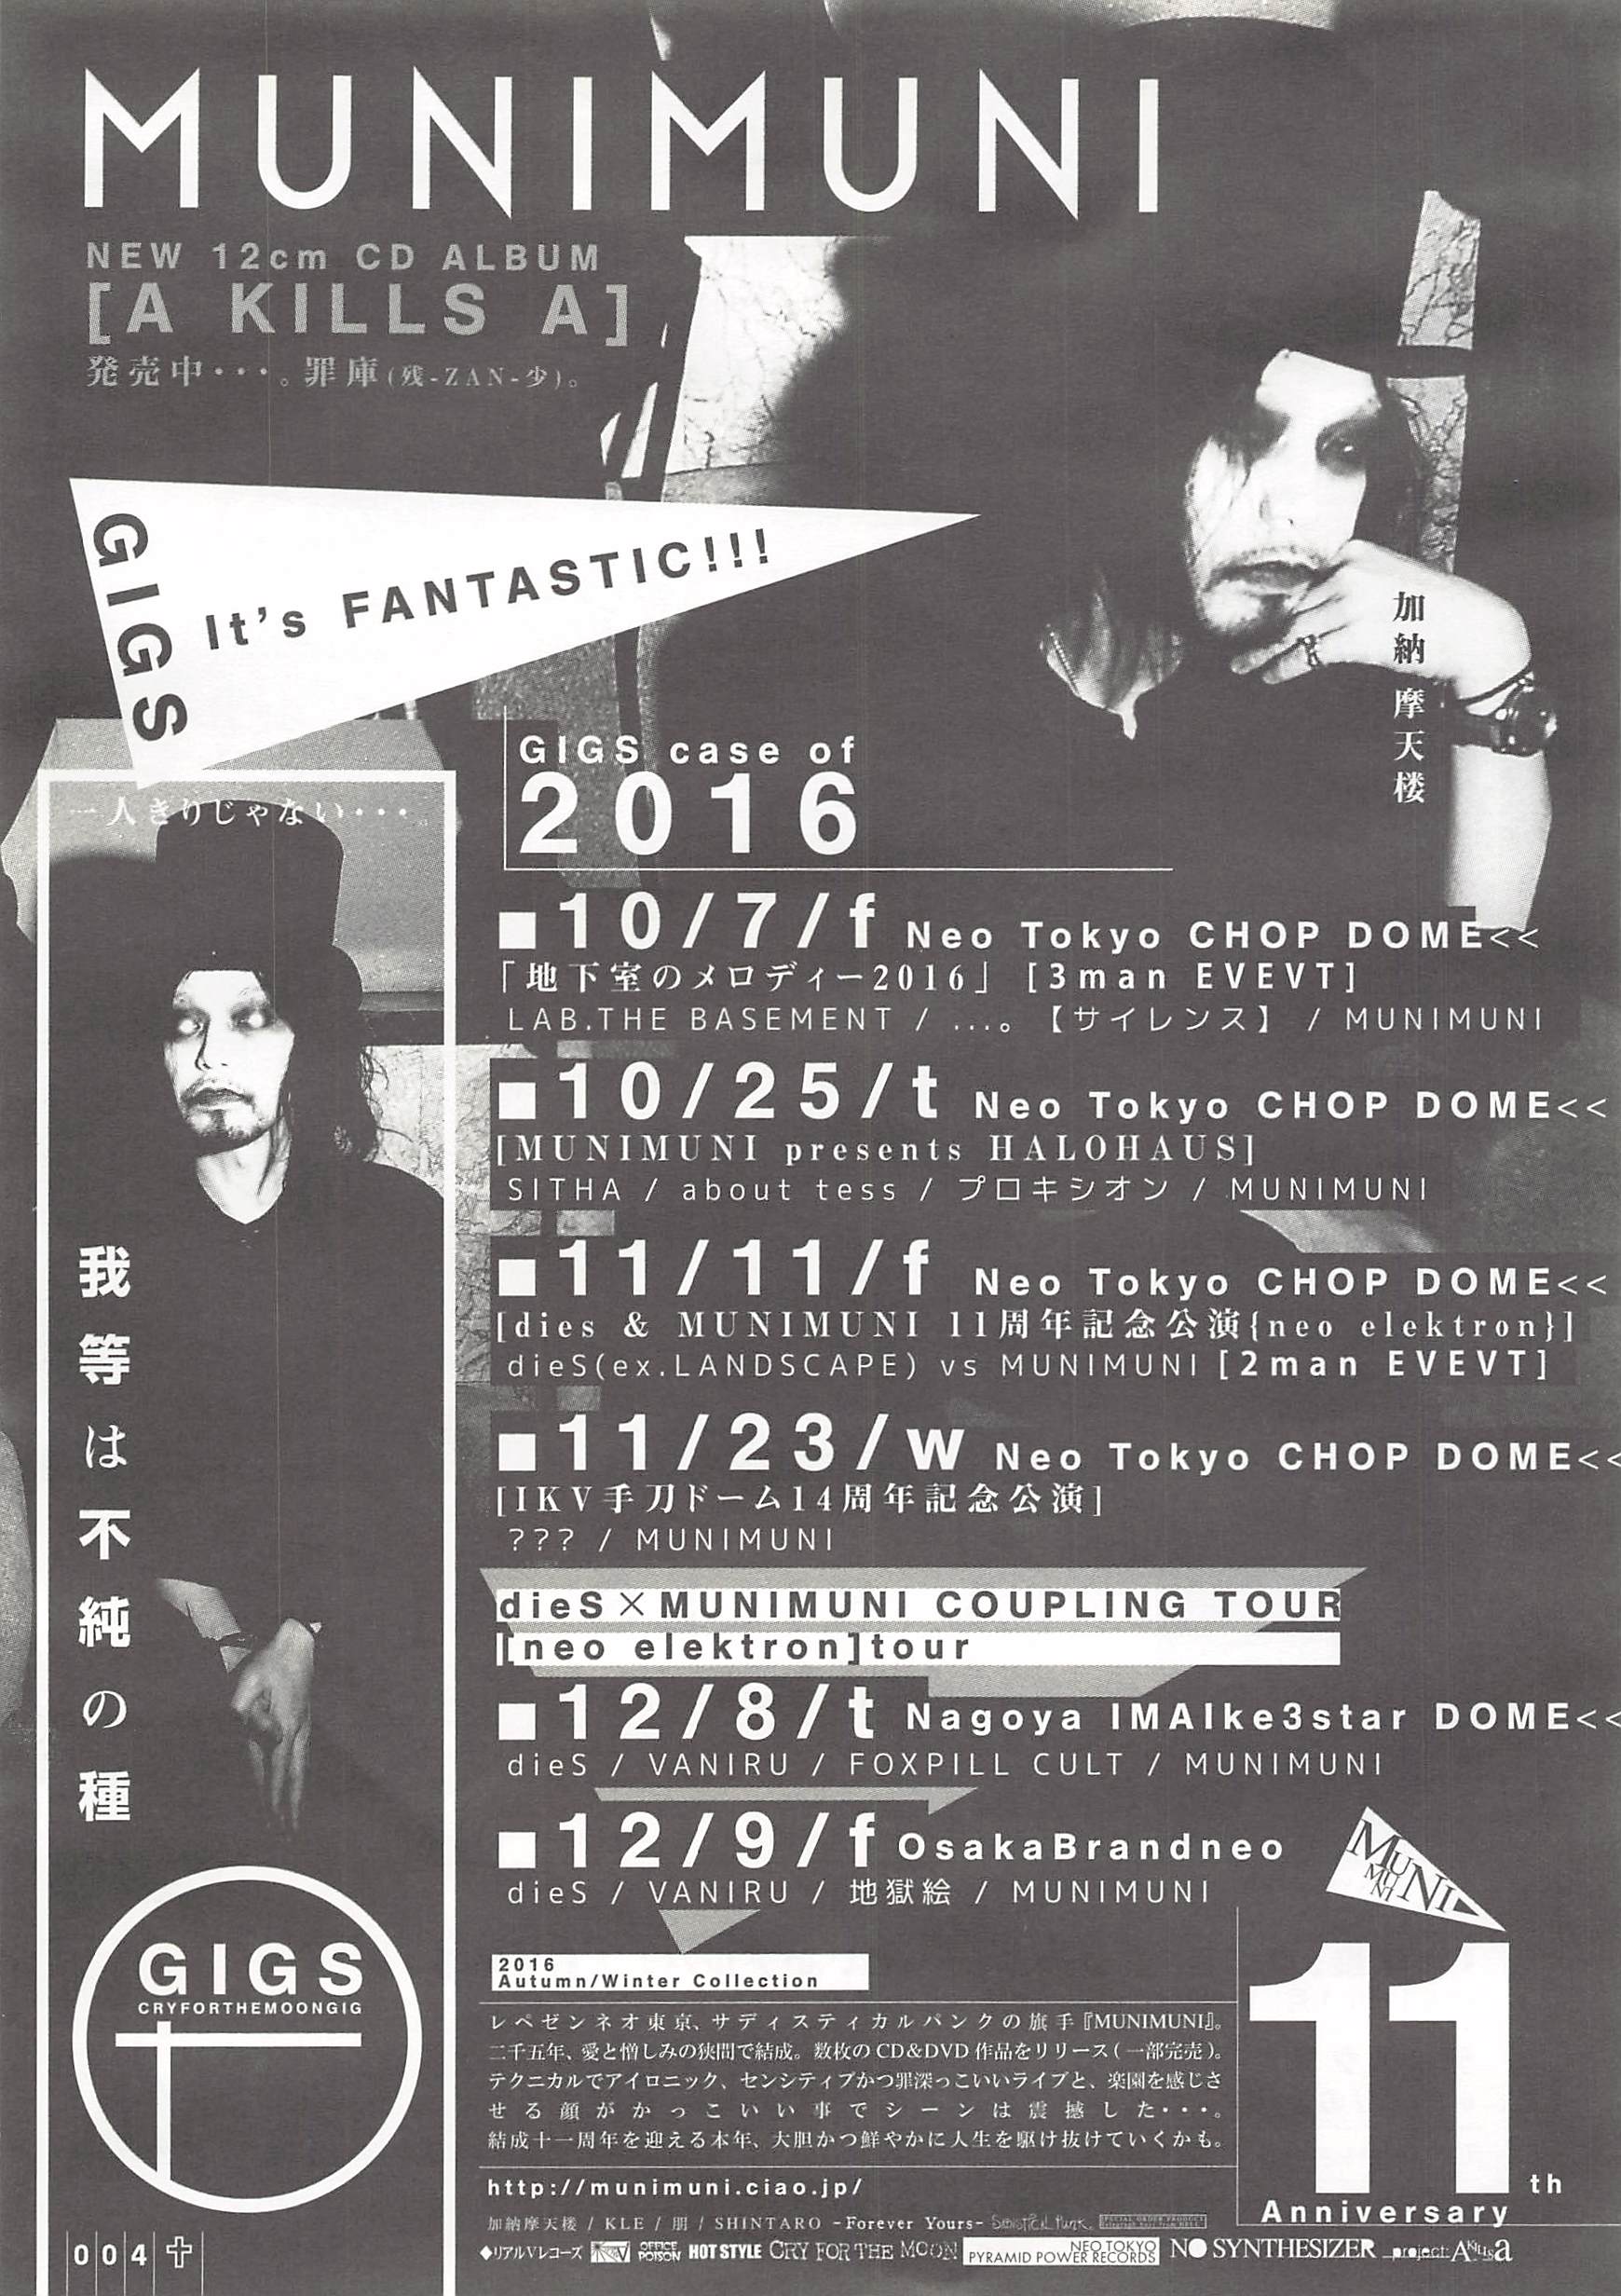 MUNIMUNI
NEW 12cm CD ALBUM
[A KILLS A]
発売中・・・。罪庫(残-ZAN-少)。
GIGS
It's FANTASTIC!!!
加納摩天楼
一人きりじゃない・・・。
我等は不純の種
GIGS case of
2016
■10/7/f Neo Tokyo CHOP DOME<<
「地下室のメロディー2016」 [3man EVEVT]
LAB.THE BASEMENT / ...。【サイレンス】 / MUNIMUNI
■10/25/t Neo Tokyo CHOP DOME<<
[MUNIMUNI presents HALOHAUS]
SITHA / about tess / プロキシオン / MUNIMUNI
■11/11/f Neo Tokyo CHOP DOME<<
[dies & MUNIMUNI 11周年記念公演{neo elektron}]
dieS(ex.LANDSCAPE) vs MUNIMUNI [2man EVEVT]
■11/23/w Neo Tokyo CHOP DOME<<
[IKV手刀ドーム14周年記念公演]
??? / MUNIMUNI
dieS×MUNIMUNI COUPLING TOUR
[neo elektron]tour
■12/8/t Nagoya IMAIke3star DOME<<
dieS / VANIRU / FOXPILL CULT / MUNIMUNI
■12/9/f OsakaBrandneo
dieS / VANIRU / 地獄絵 / MUNIMUNI
MUNI
MUNI
GIGS
CRYFORTHEMOONGIG
2016
Autumn/Winter Collection
レペゼンネオ東京、サディスティカルパンクの旗手『MUNIMUNI』。
二千五年、愛と憎しみの狭間で結成。数枚のCD&DVD作品をリリース(一部完売)。
テクニカルでアイロニック、センシティブかつ罪深っこいいライブと、楽園を感じさ
せる顔がかっこいい事でシーンは震撼した・・・。
結成十一周年を迎える本年、大胆かつ鮮やかに人生を駆け抜けていくかも。
11th
Anniversary
http://munimuni.ciao.jp/
加納摩天楼 / KLE / 朋 / SHINTARO -Forever Yours- Sadistical Punk.
004
◆リアルVレコーズ OFFICE POISON HOT STYLE CRY FOR THE MOON NEO TOKYO PYRAMID POWER RECORDS NO SYNTHESIZER project: AKillsa